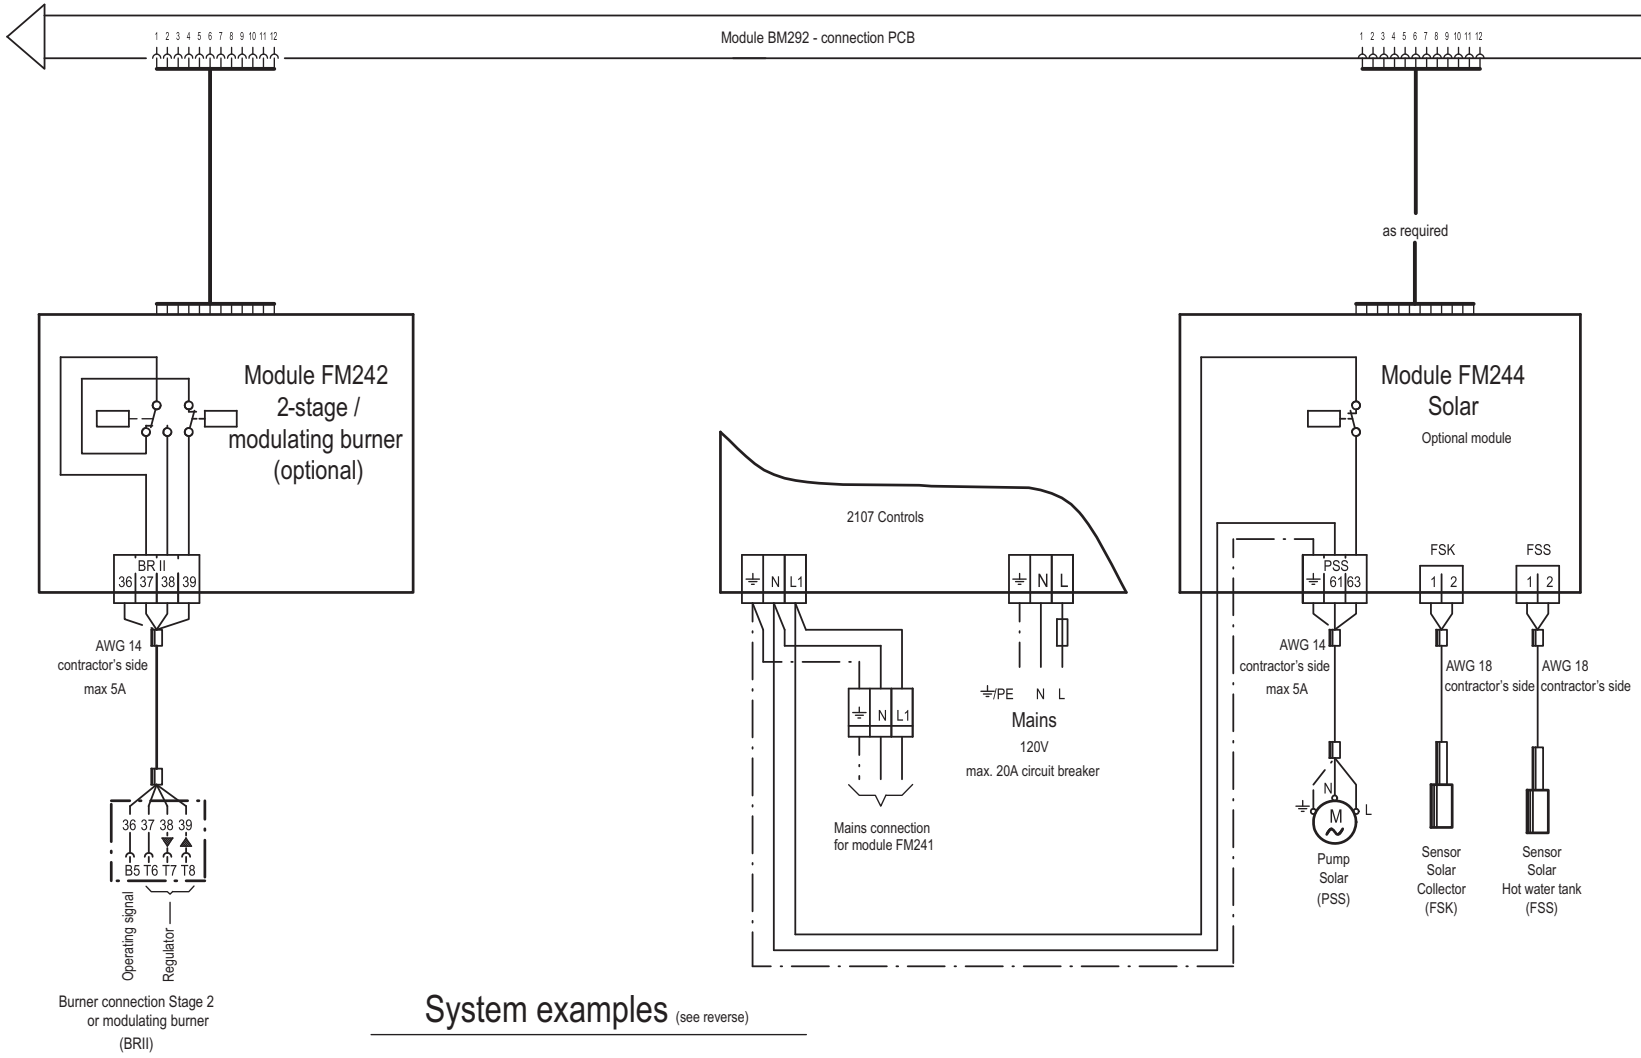 Module BM292 - connection PCB
1 2 3 4 5 6 7 8 9 10 11 12
1 2 3 4 5 6 7 8 9 10 11 12
as required
Module FM242
2-stage /
modulating burner
(optional)
BR II
36 37 38 39
AWG 14
contractor's side
max 5A
36 37 38 39
B5 T6 T7 T8
Operating signal
Regulator
Burner connection Stage 2
or modulating burner
(BRII)
2107 Controls
N L1
N L
N L1
Mains connection
for module FM241
/PE N L
Mains
120V
max. 20A circuit breaker
Module FM244
Solar
Optional module
PSS
61 63
FSK
1 2
FSS
1 2
AWG 14
contractor's side
max 5A
AWG 18
contractor's side
AWG 18
contractor's side
N
L
M
Pump
Solar
(PSS)
Sensor
Solar
Collector
(FSK)
Sensor
Solar
Hot water tank
(FSS)
System examples (see reverse)